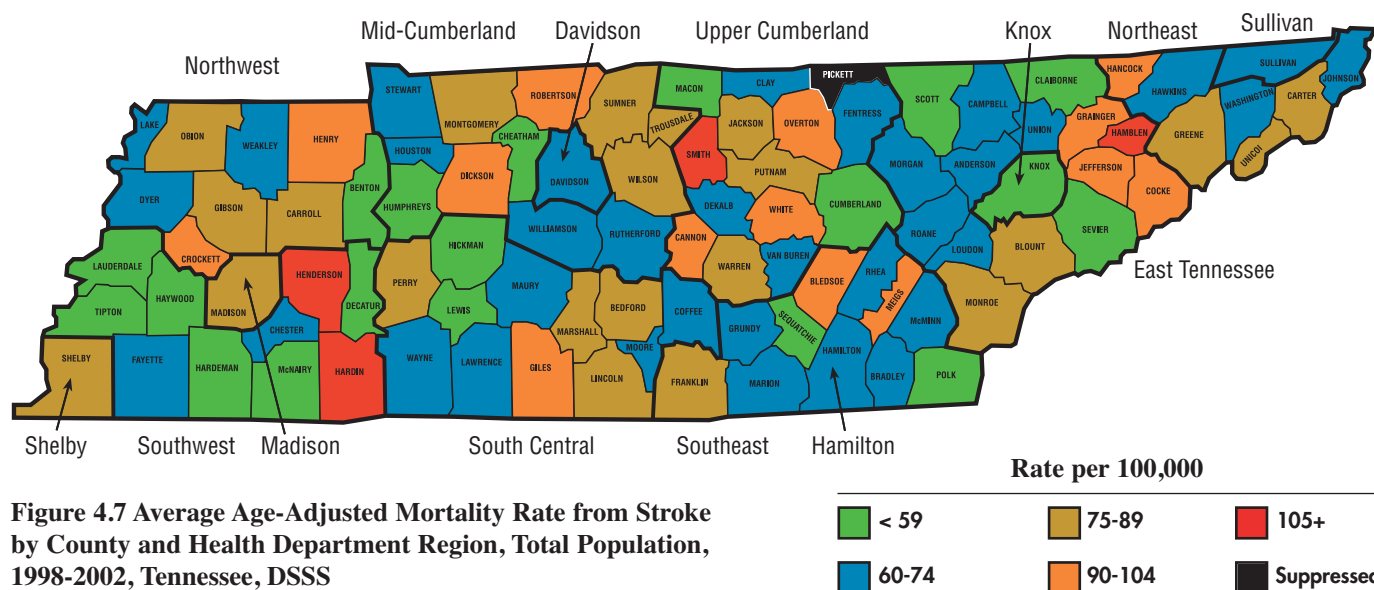 Mid-Cumberland Davidson Upper Cumberland Knox Northeast Sullivan
Northwest
STEWART
MONTGOMERY
ROBERTSON
SUMNER
TROUSDALE
MACON
CLAY
PICKETT
SCOTT
CAMPBELL
CLAIBORNE
HANCOCK
HAWKINS
SULLIVAN
WASHINGTON
CARTER
JOHNSON
LAKE
OBION
WEAKLEY
HENRY
HOUSTON
CHEATHAM
DAVIDSON
WILSON
SMITH
JACKSON
OVERTON
FENTRESS
MORGAN
ANDERSON
UNION
GRAINGER
HAMBLEN
GREENE
UNICOI
DYER
GIBSON
CARROLL
BENTON
HUMPHREYS
DICKSON
WILLIAMSON
RUTHERFORD
DEKALB
PUTNAM
WHITE
CUMBERLAND
ROANE
LOUDON
KNOX
JEFFERSON
COCKE
SEVIER
BLOUNT
East Tennessee
LAUDERDALE
CROCKETT
TIPTON
HAYWOOD
MADISON
HENDERSON
DECATUR
PERRY
HICKMAN
LEWIS
MAURY
MARSHALL
BEDFORD
CANNON
WARREN
VAN BUREN
BLEDSOE
RHEA
MEIGS
McMINN
MONROE
SHELBY
FAYETTE
HARDEMAN
CHESTER
McNAIRY
HARDIN
WAYNE
LAWRENCE
GILES
LINCOLN
MOORE
COFFEE
FRANKLIN
GRUNDY
SEQUATCHIE
MARION
HAMILTON
BRADLEY
POLK
Shelby Southwest Madison South Central Southeast Hamilton
Figure 4.7 Average Age-Adjusted Mortality Rate from Stroke
by County and Health Department Region, Total Population,
1998-2002, Tennessee, DSSS
Rate per 100,000
< 59 75-89 105+
60-74 90-104 Suppressed